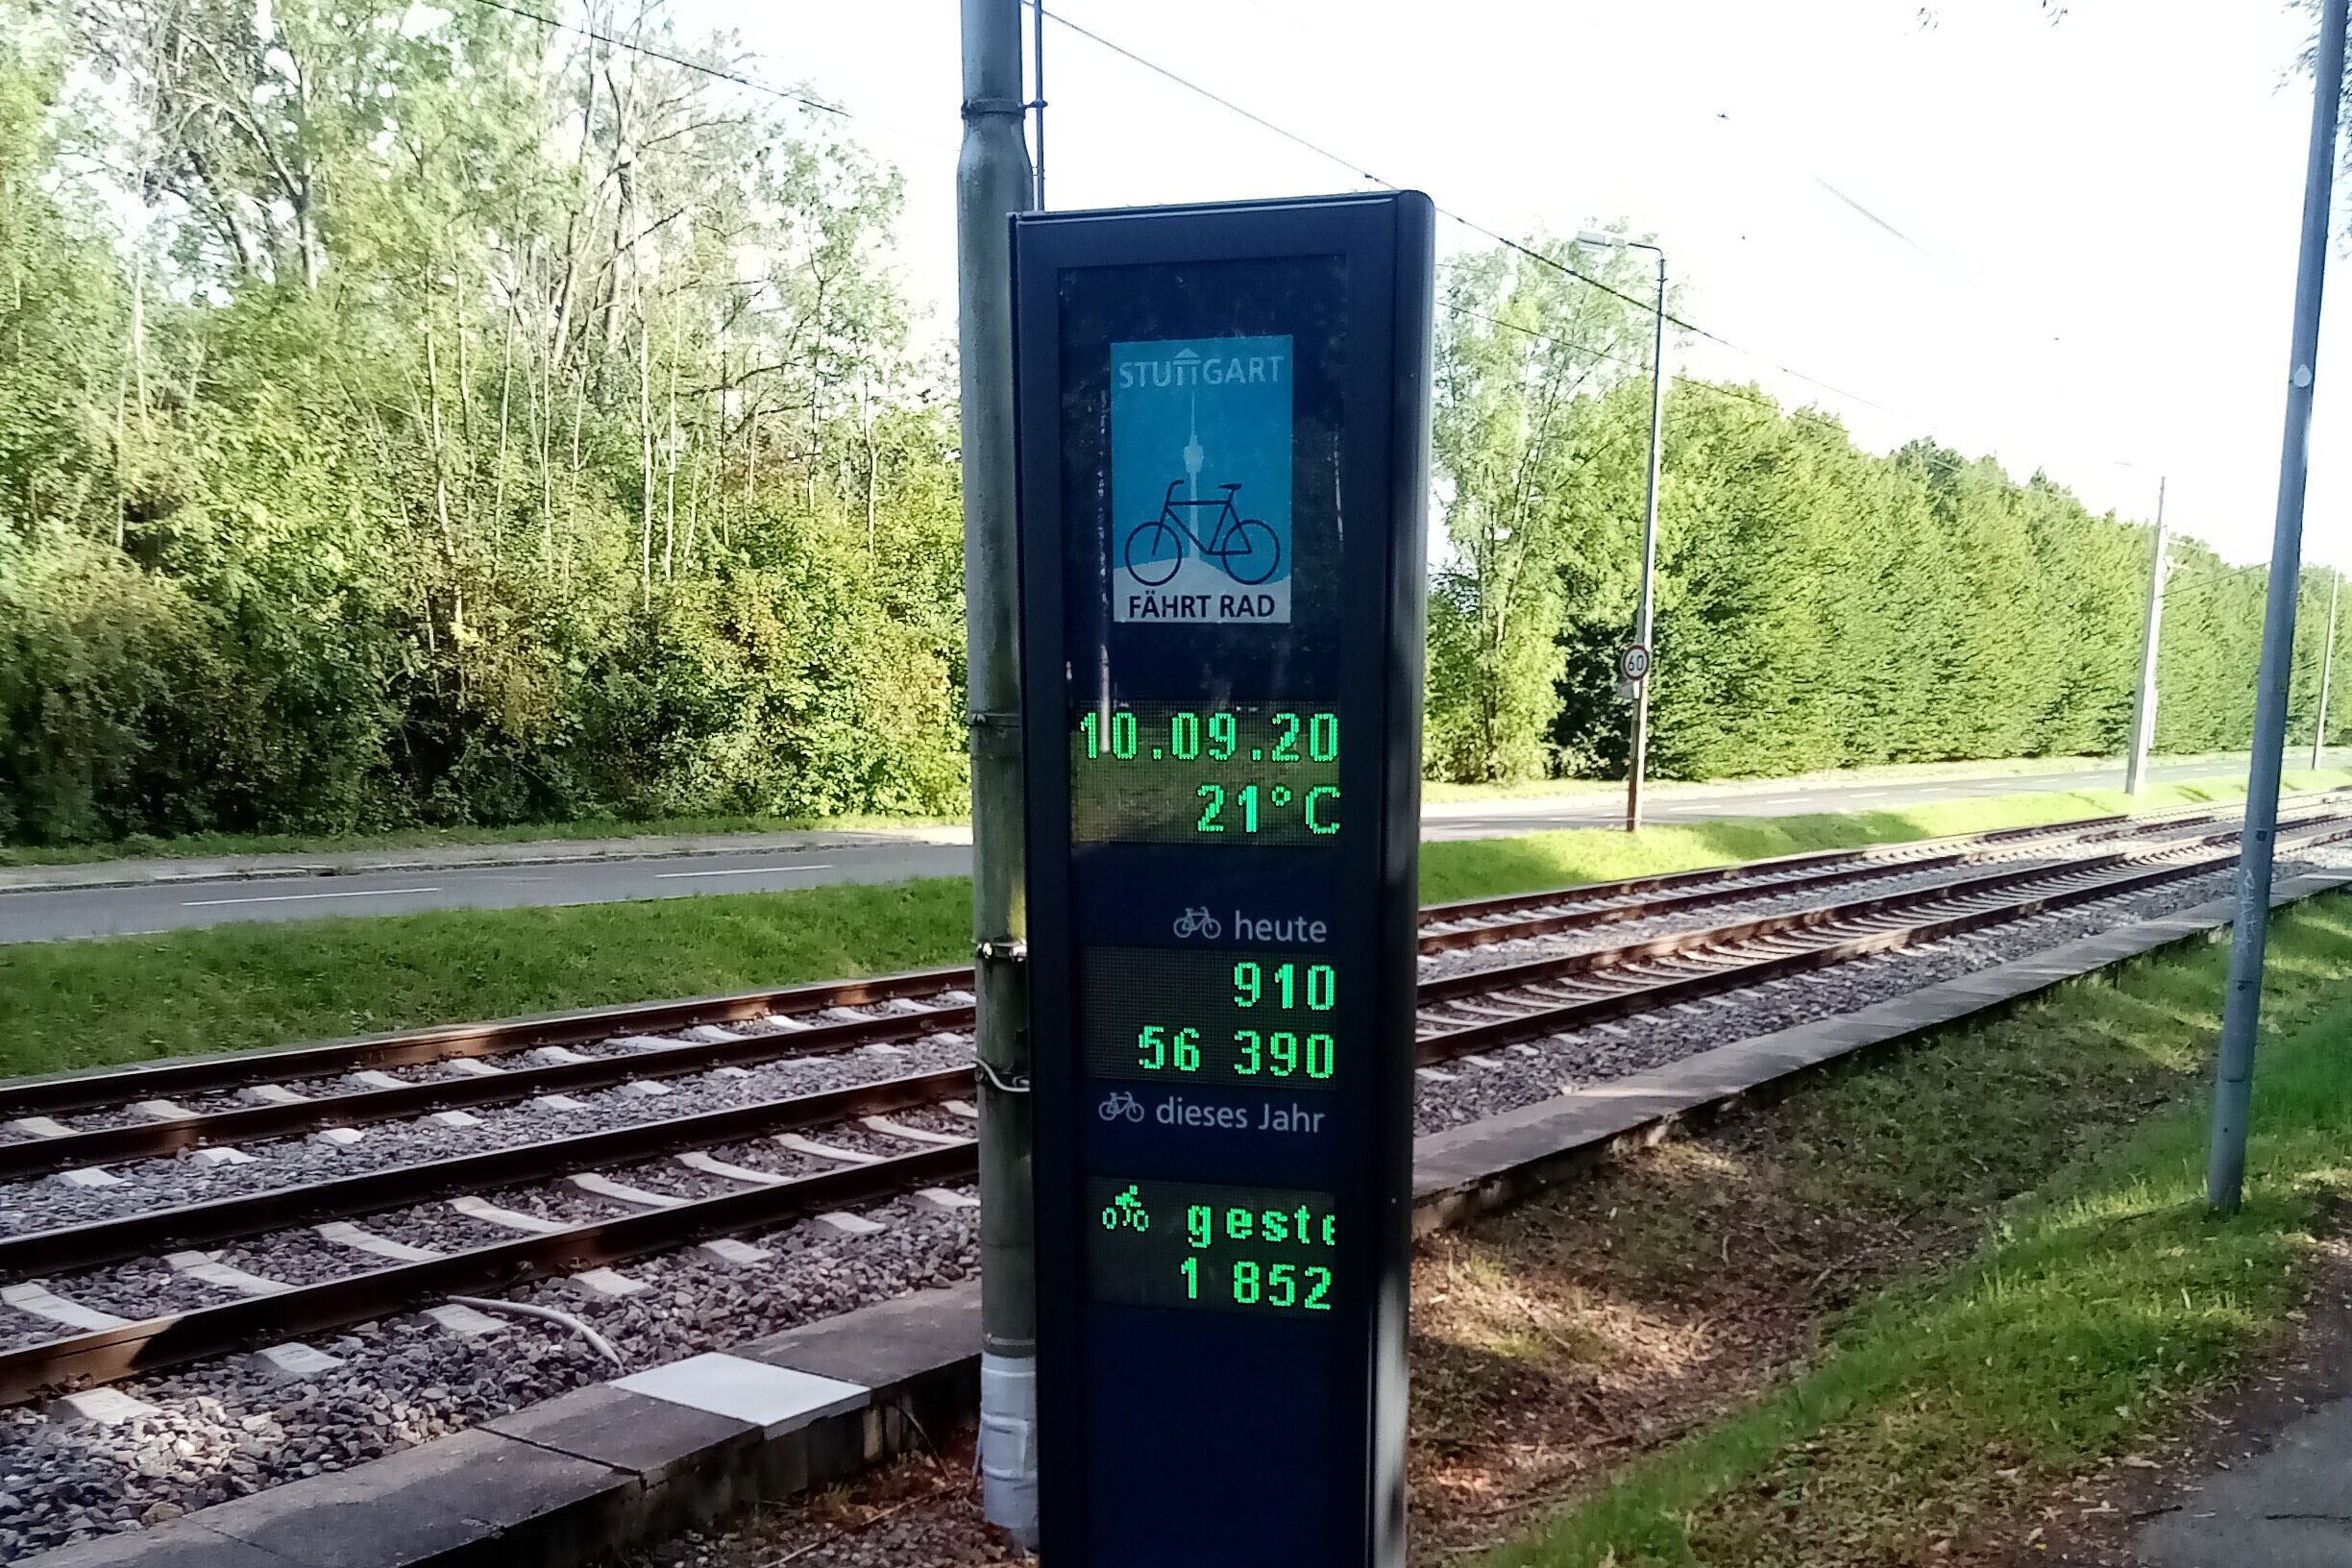 STUTTGART
FÄHRT RAD
10.09.20
21°C
heute
910
56 390
dieses Jahr
geste
1 852
60